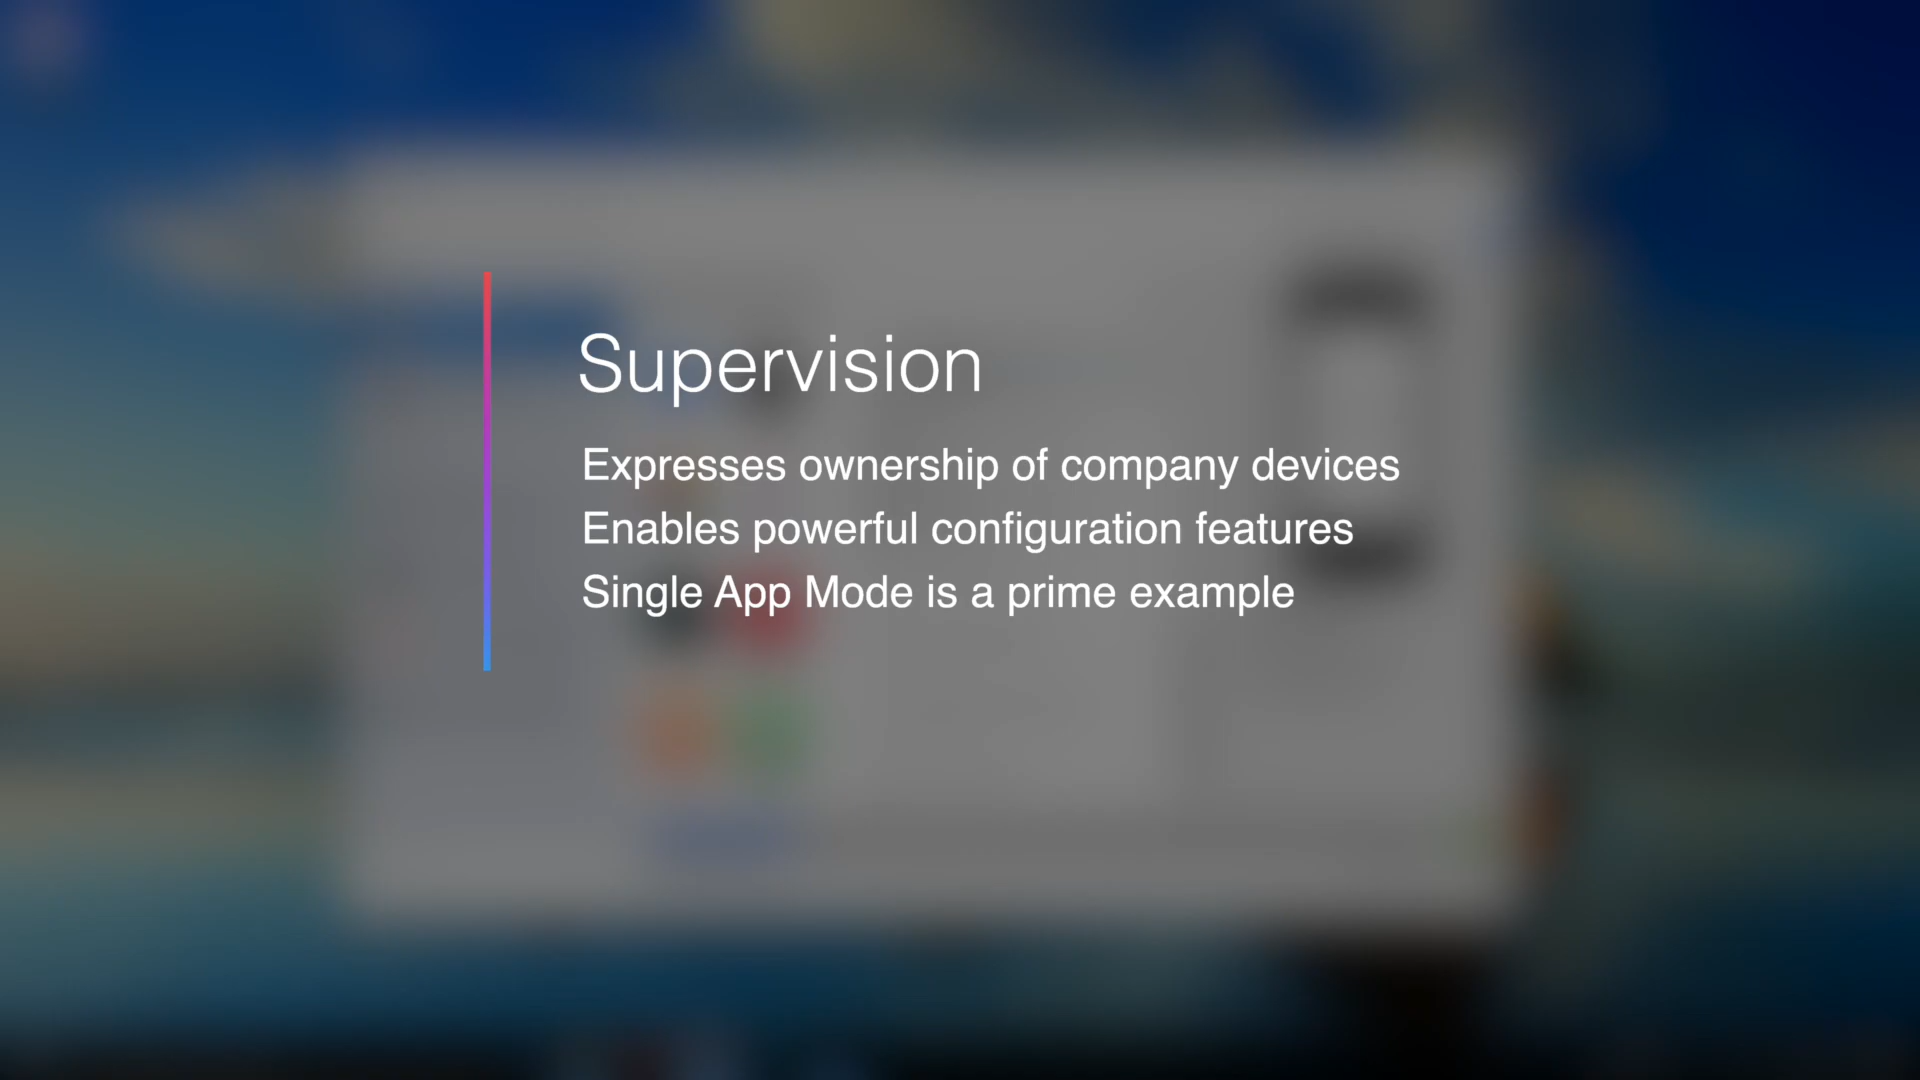 Supervision
Expresses ownership of company devices
Enables powerful configuration features
Single App Mode is a prime example